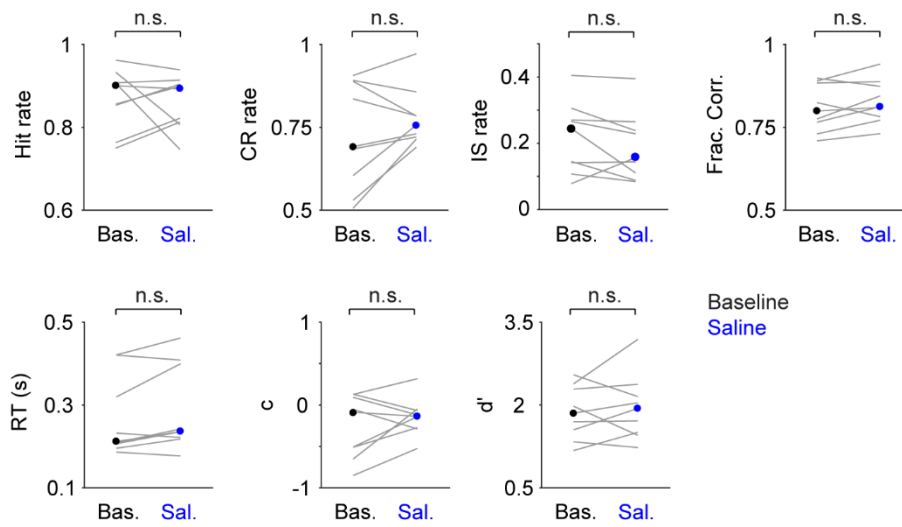 n.s.
n.s.
n.s.
n.s.
Hit rate
1
0.8
0.6
Bas. Sal.
CR rate
1
0.75
0.5
Bas. Sal.
IS rate
0.4
0.2
0
Bas. Sal.
Frac. Corr.
1
0.75
0.5
Bas. Sal.
n.s.
n.s.
n.s.
RT (s)
0.5
0.3
0.1
Bas. Sal.
c
1
0
-1
Bas. Sal.
d'
3.5
2
0.5
Bas. Sal.
Baseline
Saline